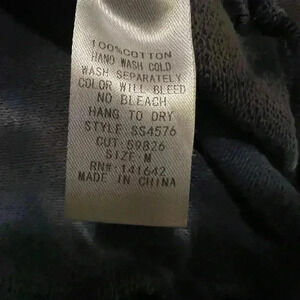 100%COTTON
HAND WASH COLD
WASH SEPARATELY
COLOR WILL BLEED
NO BLEACH
HANG TO DRY
STYLE SS4576
CUT 59826
SIZE: M
RN# 141642
MADE IN CHINA